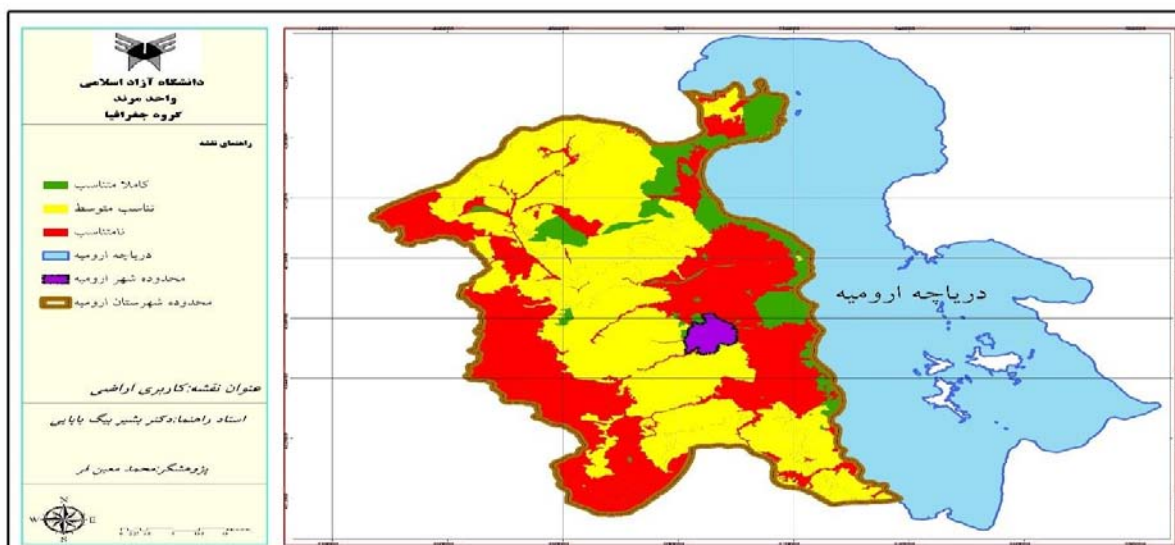 دانشگاه آزاد اسلامی
واحد مرند
گروه جغرافیا
راهنمای نقشه
کاملا متناسب
تناسب متوسط
نامتناسب
دریاچه ارومیه
محدوده شهر ارومیه
محدوده شهرستان ارومیه
عنوان نقشه:کاربری اراضی
استاد راهنما:دکتر بشیر بیگ بابایی
پژوهشگر:محمد معین فر
N
W E
S
دریاچه ارومیه